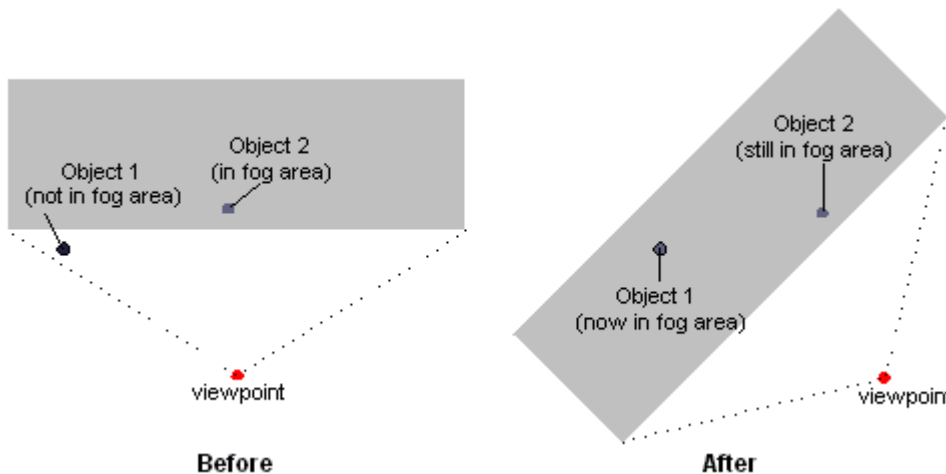 Object 1
(not in fog area)
Object 2
(in fog area)
viewpoint
Before
Object 2
(still in fog area)
Object 1
(now in fog area)
viewpoint
After